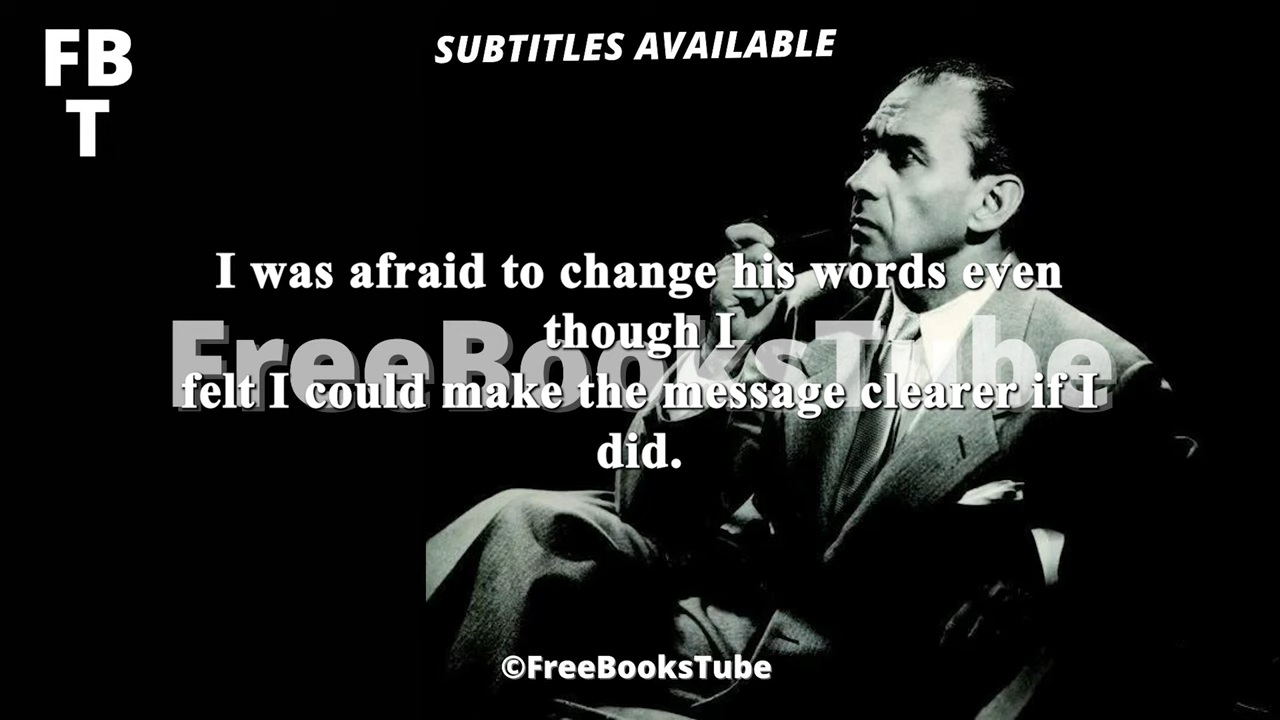 FB
T
SUBTITLES AVAILABLE
I was afraid to change his words even
though I
FreeBooksTube
felt I could make the message clearer if I
did.
©FreeBooksTube